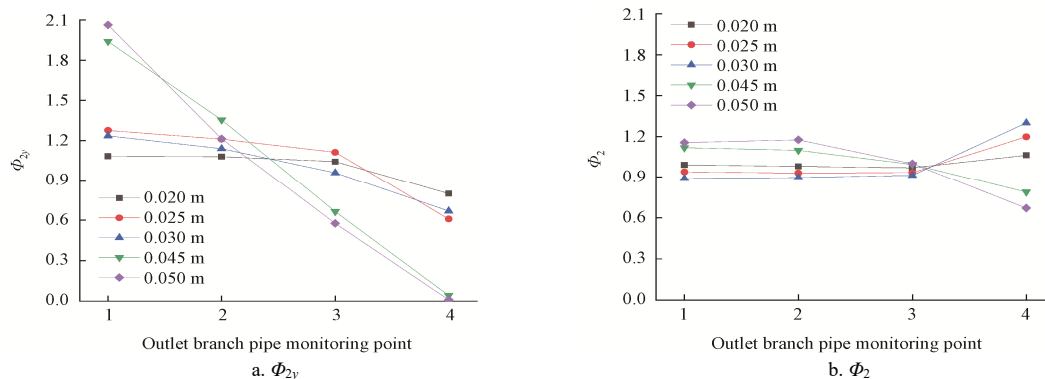 2.1
1.8
1.5
1.2
0.9
0.6
0.3
0.0
Φ2y
0.020 m
0.025 m
0.030 m
0.045 m
0.050 m
1 2 3 4
Outlet branch pipe monitoring point
a. Φ2y
2.1
1.8
1.5
1.2
0.9
0.6
0.3
0.0
Φ2
0.020 m
0.025 m
0.030 m
0.045 m
0.050 m
1 2 3 4
Outlet branch pipe monitoring point
b. Φ2